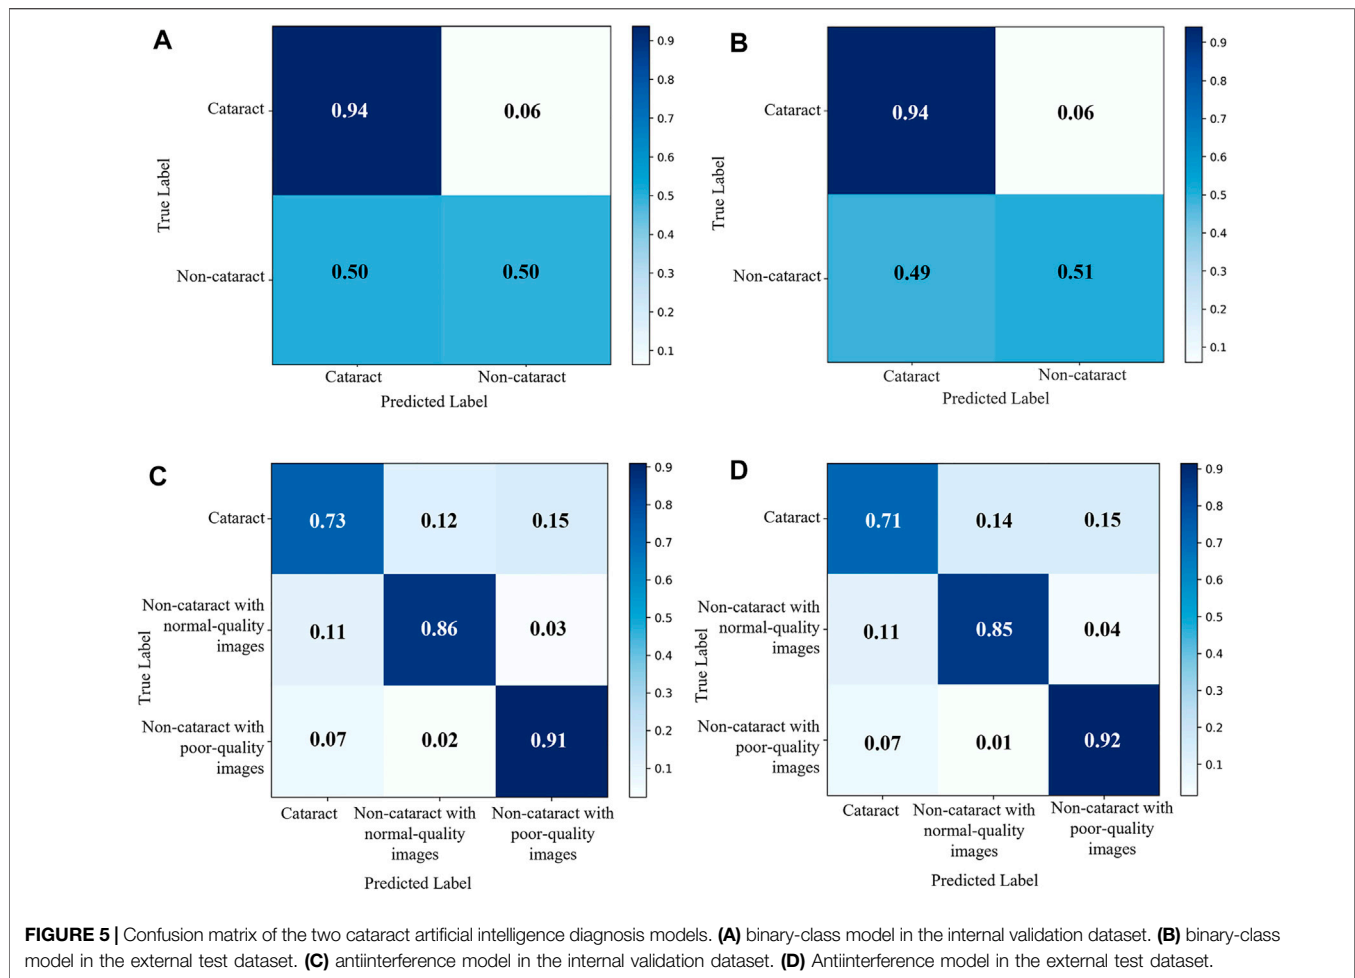 A
0.94
0.06
0.50
0.50
Cataract
Non-cataract
True Label
Cataract
Non-cataract
Predicted Label
0.9
0.8
0.7
0.6
0.5
0.4
0.3
0.2
0.1
B
0.94
0.06
0.49
0.51
Cataract
Non-cataract
True Label
Cataract
Non-cataract
Predicted Label
0.9
0.8
0.7
0.6
0.5
0.4
0.3
0.2
0.1
C
0.73
0.12
0.15
0.11
0.86
0.03
0.07
0.02
0.91
Cataract
Non-cataract with
normal-quality
images
Non-cataract with
poor-quality
images
True Label
Cataract
Non-cataract with
normal-quality
images
Non-cataract with
poor-quality
images
Predicted Label
0.9
0.8
0.7
0.6
0.5
0.4
0.3
0.2
0.1
D
0.71
0.14
0.15
0.11
0.85
0.04
0.07
0.01
0.92
Cataract
Non-cataract with
normal-quality
images
Non-cataract with
poor-quality
images
True Label
Cataract
Non-cataract with
normal-quality
images
Non-cataract with
poor-quality
images
Predicted Label
0.9
0.8
0.7
0.6
0.5
0.4
0.3
0.2
0.1
FIGURE 5 | Confusion matrix of the two cataract artificial intelligence diagnosis models. (A) binary-class model in the internal validation dataset. (B) binary-class
model in the external test dataset. (C) antiinterference model in the internal validation dataset. (D) Antiinterference model in the external test dataset.